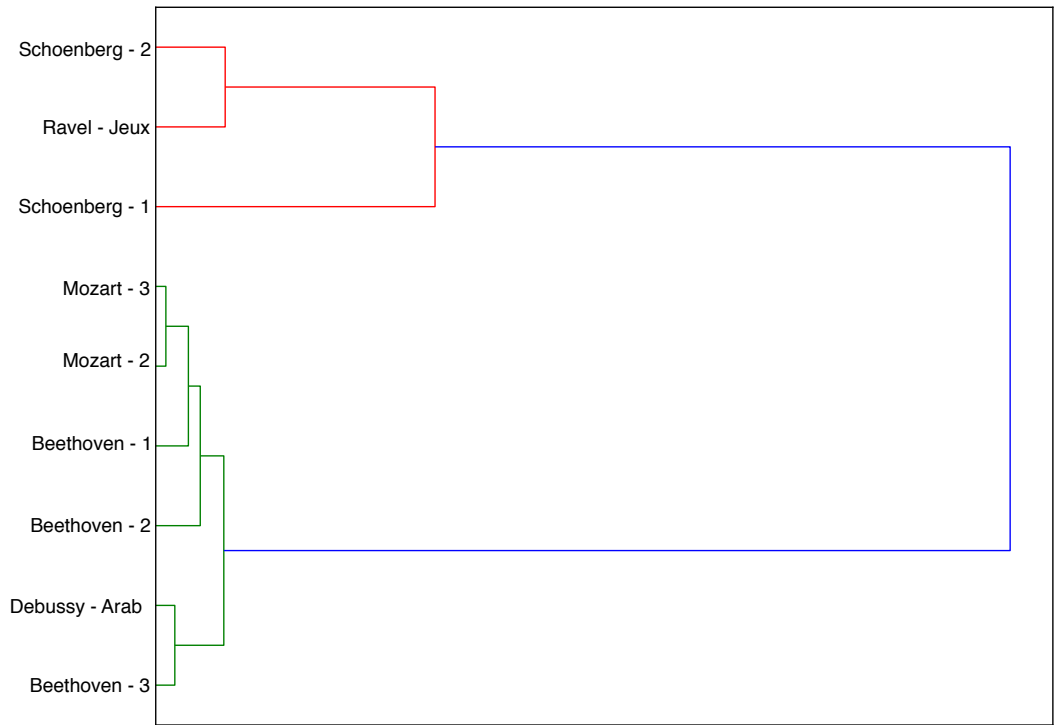 Schoenberg - 2
Ravel - Jeux
Schoenberg - 1
Mozart - 3
Mozart - 2
Beethoven - 1
Beethoven - 2
Debussy - Arab
Beethoven - 3